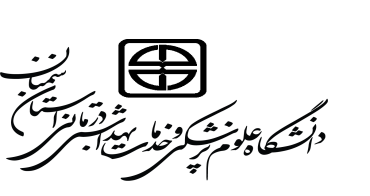 دانشگاه علوم پزشکی و خدمات بهداشتی درمانی استان سمنان